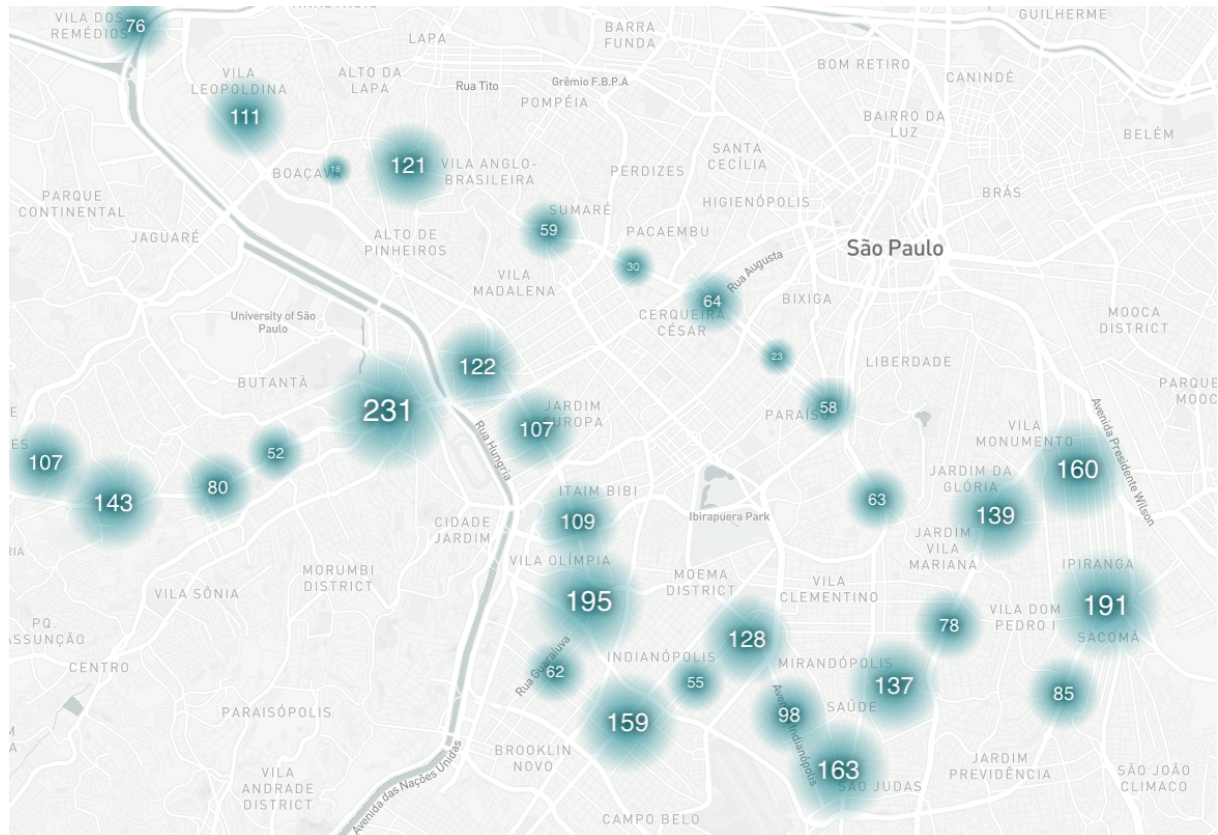 GUILHERME
VILA DOS
REMÉDIOS
76
LAPA
BARRA
FUNDA
BOM RETIRO
CANINDÉ
VILA
LEOPOLDINA
ALTO DA
LAPA
Rua Tito
Grêmio F.B.P.A
POMPÉIA
111
BAIRRO DA
LUZ
BELÉM
BOAÇAVA
121
VILA ANGLO-
BRASILEIRA
PERDIZES
SANTA
CECÍLIA
PARQUE
CONTINENTAL
HIGIENÓPOLIS
BRÁS
JAGUARÉ
ALTO DE
PINHEIROS
SUMARÉ
59
PACAEMBU
São Paulo
30
VILA
MADALENA
Rua Augusta
64
CERQUEIRA
CÉSAR
BIXIGA
MOOCA
DISTRICT
University of São
Paulo
23
LIBERDADE
BUTANTÃ
122
PARQUE
MOOC
231
JARDIM
EUROPA
107
PARAÍSO
58
Avenida Presidente Wilson
Rua Hungria
VILA
MONUMENTO
ES
107
52
160
143
80
ITAIM BIBI
109
Ibirapuera Park
63
JARDIM DA
GLÓRIA
139
CIDADE
JARDIM
JARDIM
VILA
MARIANA
RIA
MORUMBI
DISTRICT
VILA OLÍMPIA
195
MOEMA
DISTRICT
VILA
CLEMENTINO
IPIRANGA
191
VILA SÔNIA
VILA DOM
PEDRO I
SACOMÃ
PQ.
ASSUNÇÃO
CENTRO
128
78
INDIANÓPOLIS
MIRANDÓPOLIS
62
55
137
85
PARAISÓPOLIS
159
98
Avenida Indianópolis
SAÚDE
BROOKLIN
NOVO
163
SÃO JUDAS
JARDIM
PREVIDÊNCIA
SÃO JOÃO
CLIMACO
VILA
ANDRADE
DISTRICT
Avenida das Nações Unidas
CAMPO BELO